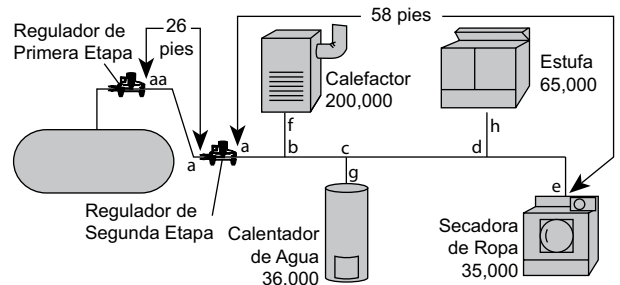 Regulador de
Primera Etapa
26
pies
58 pies
aa
Calefactor
200,000
Estufa
65,000
f
h
a
a
b
c
d
e
g
Regulador de
Segunda Etapa
Calentador
de Agua
36.000
Secadora
de Ropa
35,000